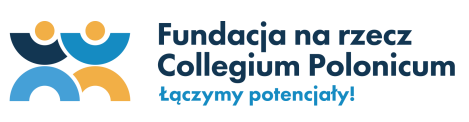 Fundacja na rzecz
Collegium Polonicum
Łączymy potencjały!